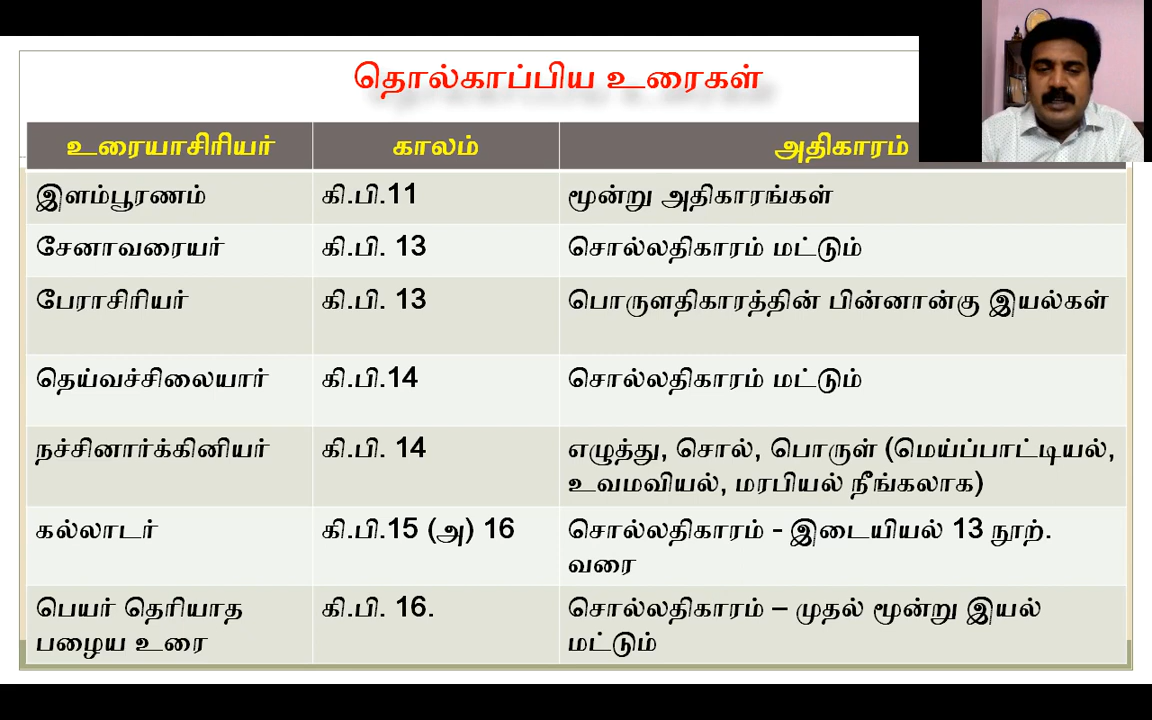 தொல்காப்பிய உரைகள்
உரையாசிரியர் காலம் அதிகாரம்
இளம்பூரணம் கி.பி.11 மூன்று அதிகாரங்கள்
சேனாவரையர் கி.பி. 13 சொல்லதிகாரம் மட்டும்
பேராசிரியர் கி.பி. 13 பொருளதிகாரத்தின் பின்னான்கு இயல்கள்
தெய்வச்சிலையார் கி.பி.14 சொல்லதிகாரம் மட்டும்
நச்சினார்க்கினியர் கி.பி. 14 எழுத்து, சொல், பொருள் (மெய்ப்பாட்டியல்,
உவமவியல், மரபியல் நீங்கலாக)
கல்லாடர் கி.பி.15 (அ) 16 சொல்லதிகாரம் - இடையியல் 13 நூற்.
வரை
பெயர் தெரியாத கி.பி. 16. சொல்லதிகாரம் – முதல் மூன்று இயல்
பழைய உரை மட்டும்